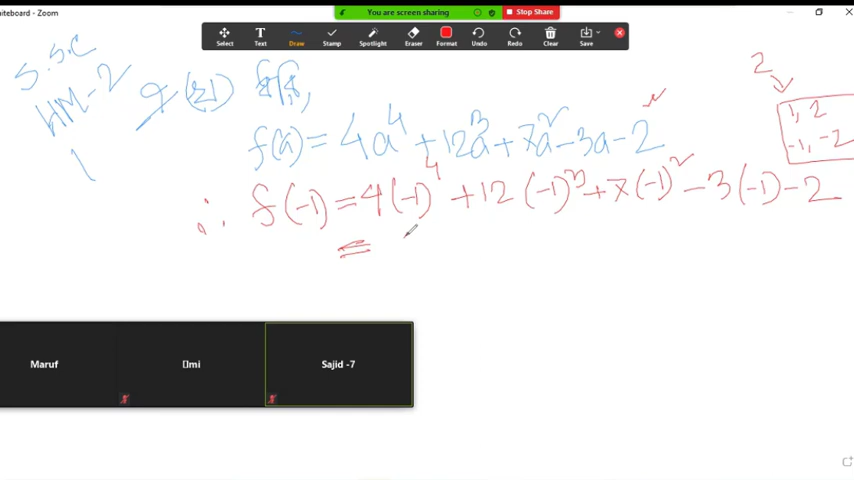 whiteboard - Zoom
You are screen sharing
Stop Share
Select
Text
Draw
Stamp
Spotlight
Eraser
Format
Undo
Redo
Clear
Save
S.S.C
HM-2
f(a) = 4a⁴ + 12a³ + 7a² - 3a - 2
∴ f(-1) = 4(-1)⁴ + 12(-1)³ + 7(-1)² - 3(-1) - 2
=
2
1, 2
-1, -2
Maruf
Sajid -7